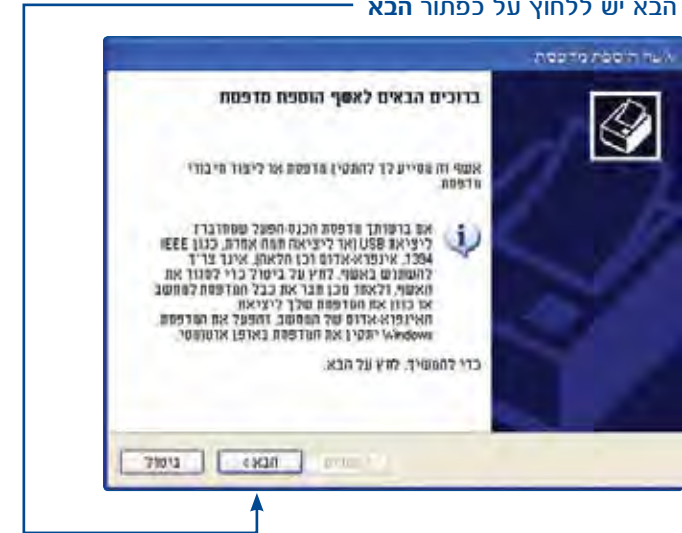 הבא יש ללחוץ על כפתור הבא
אשף הוספת מדפסת
ברוכים הבאים לאשף הוספת מדפסת
אשף זה מסייע לך להתקין מדפסת או ליצור חיבורי
מדפסת.
אם ברשותך מדפסת הכנס-הפעל שמחוברת
ליציאת USB (או ליציאה חמה אחרת, כגון IEEE
1394, אינפרא-אדום וכן הלאה), אינך צריך
להשתמש באשף. לחץ על ביטול כדי לסגור את
האשף, ולאחר מכן חבר את כבל המדפסת למחשב
או כוון את המדפסת שלך ליציאת
האינפרא-אדום של המחשב, והפעל את המדפסת.
Windows יתקין את המדפסת באופן אוטומטי.
כדי להמשיך, לחץ על הבא.
הבא >
ביטול